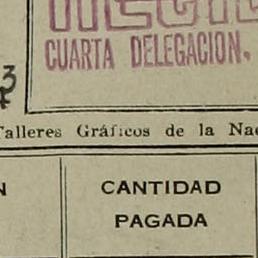 CUARTA DELEGACION.
Talleres Gráficos de la Na
CANTIDAD
PAGADA